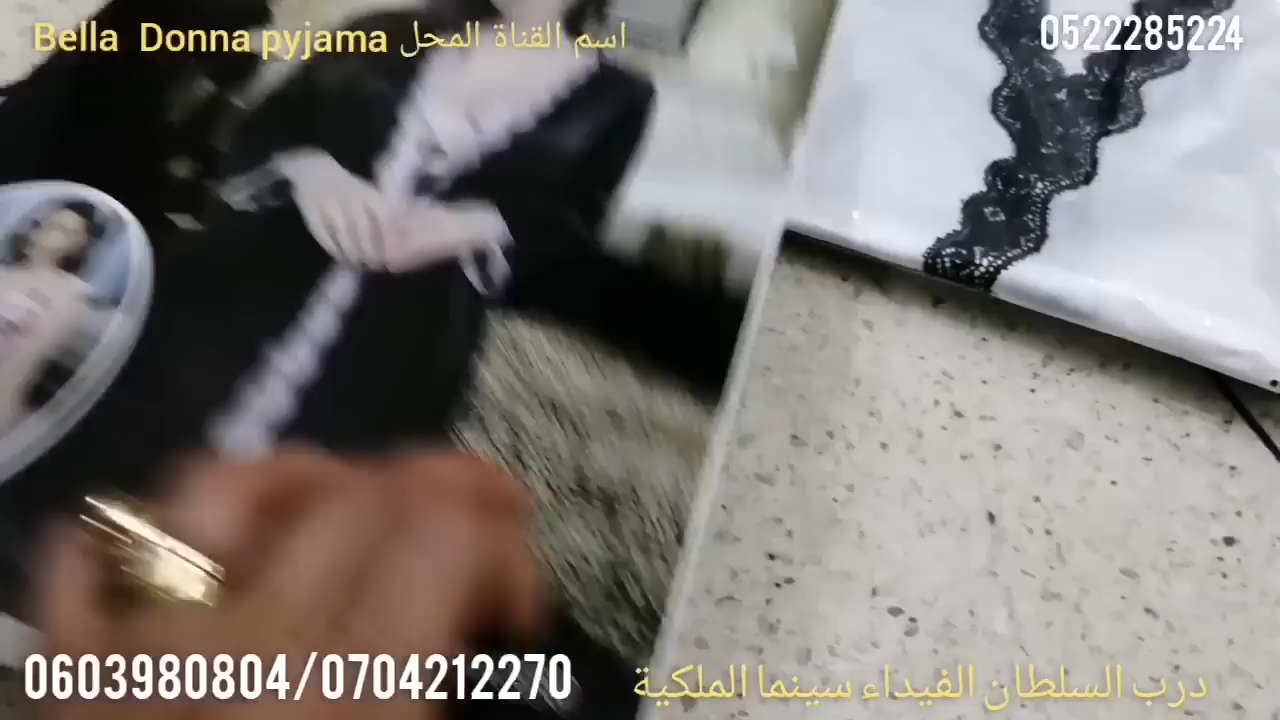 Bella Donna pyjama اسم القناة المحل
0522285224
0603980804/0704212270
درب السلطان الفيداء سينما الملكية